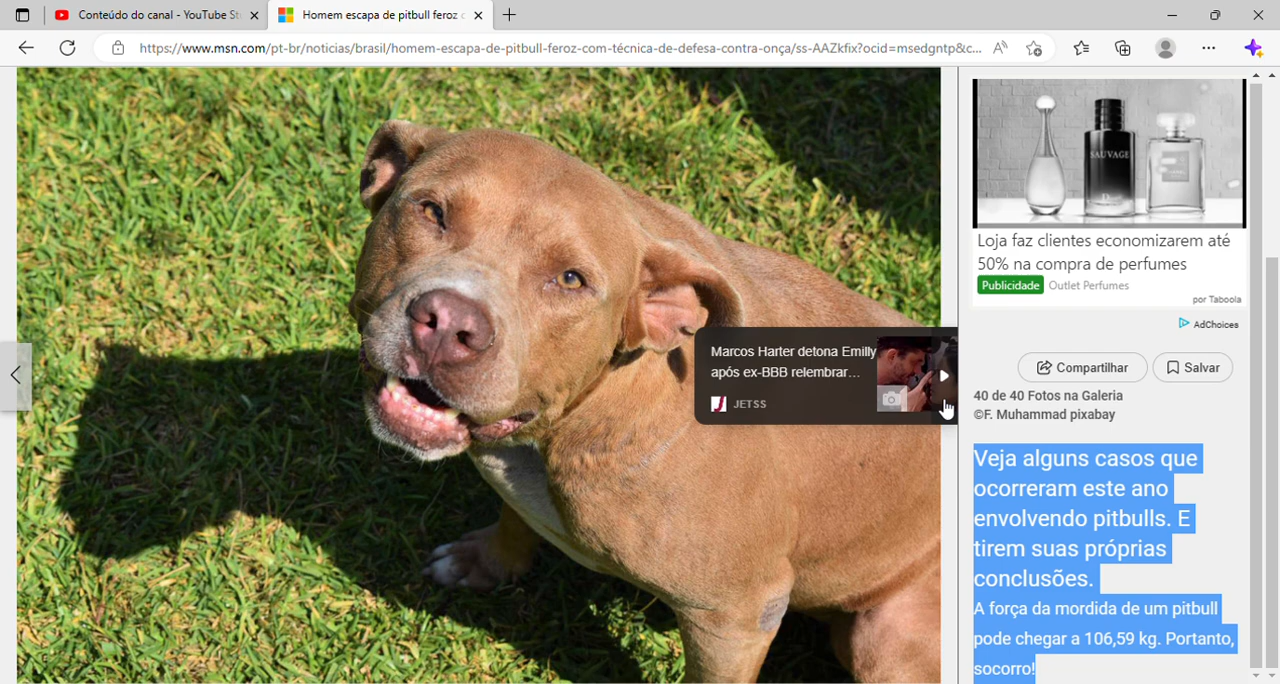 Conteúdo do canal - YouTube St
Homem escapa de pitbull feroz c
https://www.msn.com/pt-br/noticias/brasil/homem-escapa-de-pitbull-feroz-com-técnica-de-defesa-contra-onça/ss-AAZkfix?ocid=msedgntp&c...
SAUVAGE
Dior
Loja faz clientes economizarem até
50% na compra de perfumes
Publicidade Outlet Perfumes
por Taboola
AdChoices
Marcos Harter detona Emilly
após ex-BBB relembrar...
JETSS
Compartilhar
Salvar
40 de 40 Fotos na Galeria
©F. Muhammad pixabay
Veja alguns casos que
ocorreram este ano
envolvendo pitbulls. E
tirem suas próprias
conclusões.
A força da mordida de um pitbull
pode chegar a 106,59 kg. Portanto,
socorro!